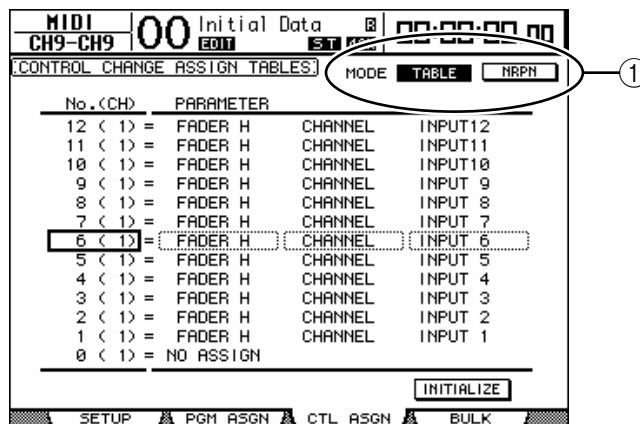 MIDI
CH9-CH9
00 Initial Data
EDIT ST
00:00:00.00
CONTROL CHANGE ASSIGN TABLES
MODE TABLE NRPN
1
No.(CH) PARAMETER
12 ( 1) = FADER H CHANNEL INPUT12
11 ( 1) = FADER H CHANNEL INPUT11
10 ( 1) = FADER H CHANNEL INPUT10
9 ( 1) = FADER H CHANNEL INPUT 9
8 ( 1) = FADER H CHANNEL INPUT 8
7 ( 1) = FADER H CHANNEL INPUT 7
6 ( 1) = FADER H CHANNEL INPUT 6
5 ( 1) = FADER H CHANNEL INPUT 5
4 ( 1) = FADER H CHANNEL INPUT 4
3 ( 1) = FADER H CHANNEL INPUT 3
2 ( 1) = FADER H CHANNEL INPUT 2
1 ( 1) = FADER H CHANNEL INPUT 1
0 ( 1) = NO ASSIGN
INITIALIZE
SETUP PGM ASGN CTL ASGN BULK